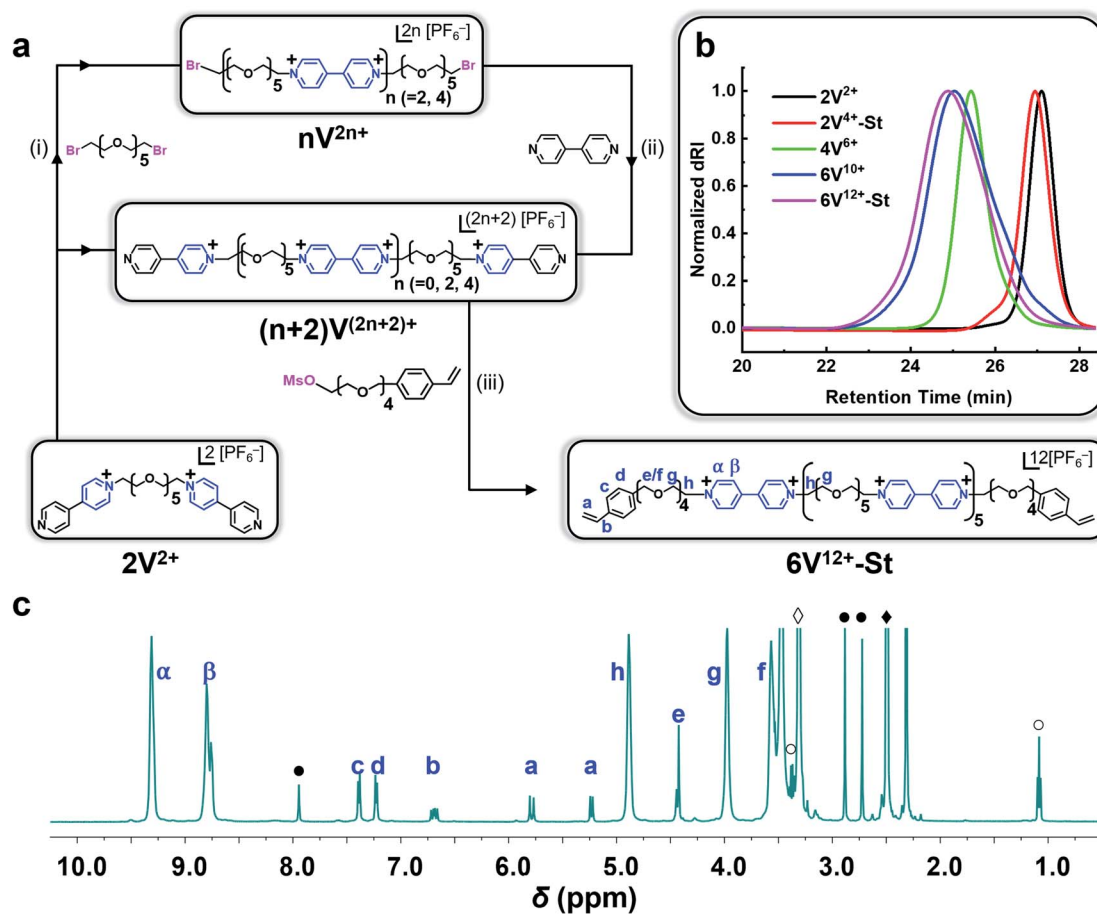 a
]2n [PF₆⁻]
Br ( O )5 N⁺ N⁺ ( O )5 Br
n (=2, 4)
nV²ⁿ⁺
(i)
Br ( O )5 Br
(ii)
N N
](2n+2) [PF₆⁻]
N N⁺ ( O )5 N⁺ N⁺ ( O )5 N⁺ N
n (=0, 2, 4)
(n+2)V⁽²ⁿ⁺²⁾⁺
MsO ( O )4
(iii)
]2 [PF₆⁻]
N N⁺ ( O )5 N⁺ N
2V²⁺
]12[PF₆⁻]
a b c d e/f g h α β h g
( O )4 N⁺ N⁺ ( ( O )5 N⁺ N⁺ )5 ( O )4
6V¹²⁺-St
b
2V²⁺
2V⁴⁺-St
4V⁶⁺
6V¹⁰⁺
6V¹²⁺-St
Normalized dRI
1.0
0.8
0.6
0.4
0.2
0.0
20 22 24 26 28
Retention Time (min)
c
α β c d b a a h e g f
10.0 9.0 8.0 7.0 6.0 5.0 4.0 3.0 2.0 1.0
δ (ppm)